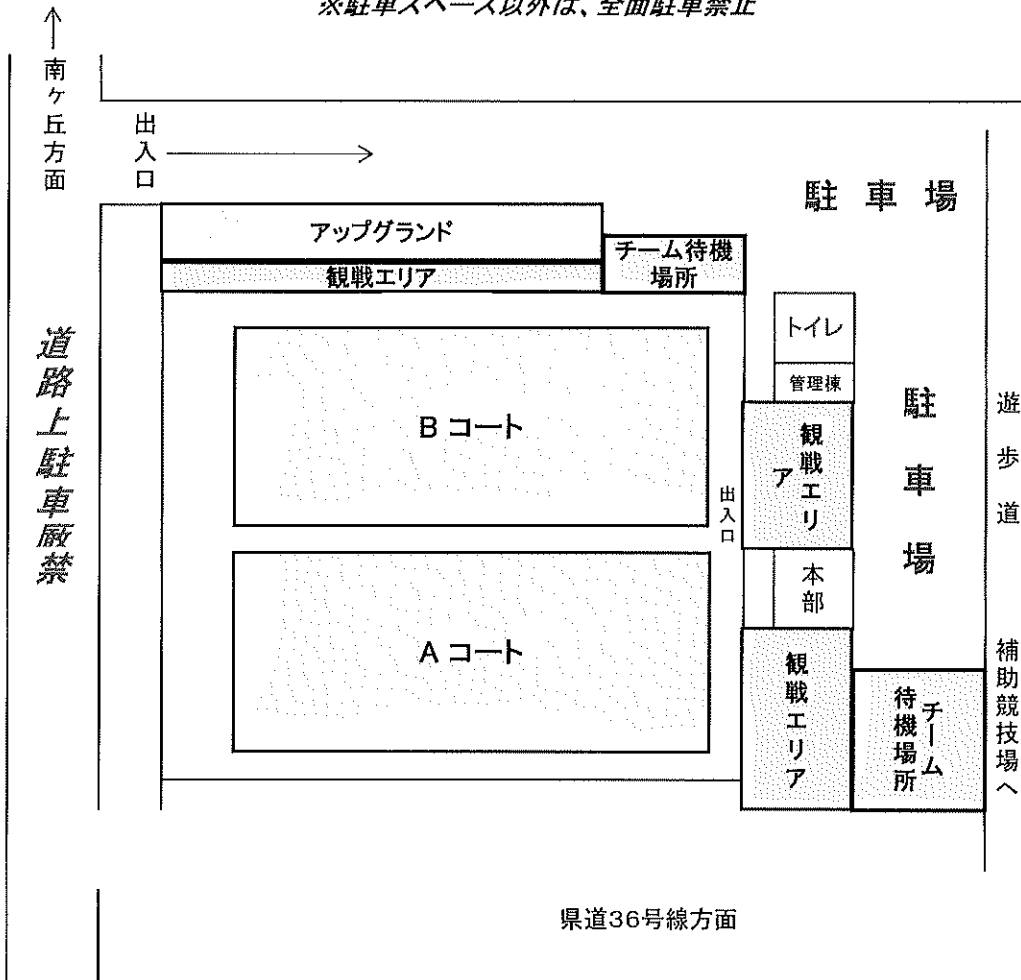 ※駐車スペース以外は、全面駐車禁止
南ヶ丘方面
出入口
駐車場
アップグランド
チーム待機
場所
観戦エリア
トイレ
道路上駐車厳禁
管理棟
Bコート
観戦エリ
ア
駐車場
遊歩道
出入口
本部
Aコート
観戦エリア
チーム
待機場所
補助競技場へ
県道36号線方面